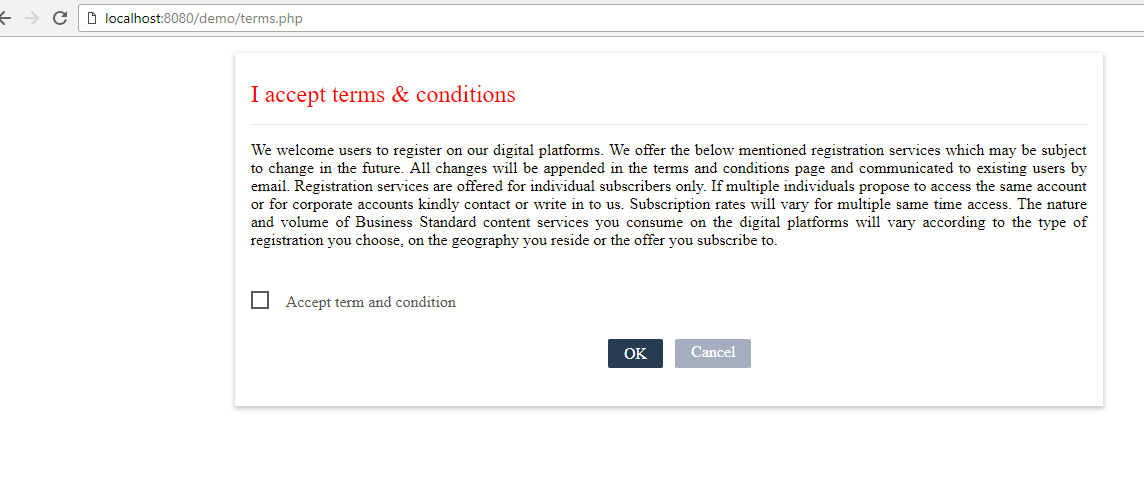 localhost:8080/demo/terms.php
I accept terms & conditions
We welcome users to register on our digital platforms. We offer the below mentioned registration services which may be subject
to change in the future. All changes will be appended in the terms and conditions page and communicated to existing users by
email. Registration services are offered for individual subscribers only. If multiple individuals propose to access the same account
or for corporate accounts kindly contact or write in to us. Subscription rates will vary for multiple same time access. The nature
and volume of Business Standard content services you consume on the digital platforms will vary according to the type of
registration you choose, on the geography you reside or the offer you subscribe to.
Accept term and condition
OK Cancel